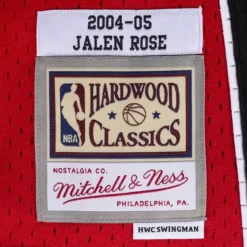 2004-05
JALEN ROSE
HARDWOOD
NBA
CLASSICS
NOSTALGIA CO.
Mitchell & Ness
PHILADELPHIA, PA.
HWC SWINGMAN